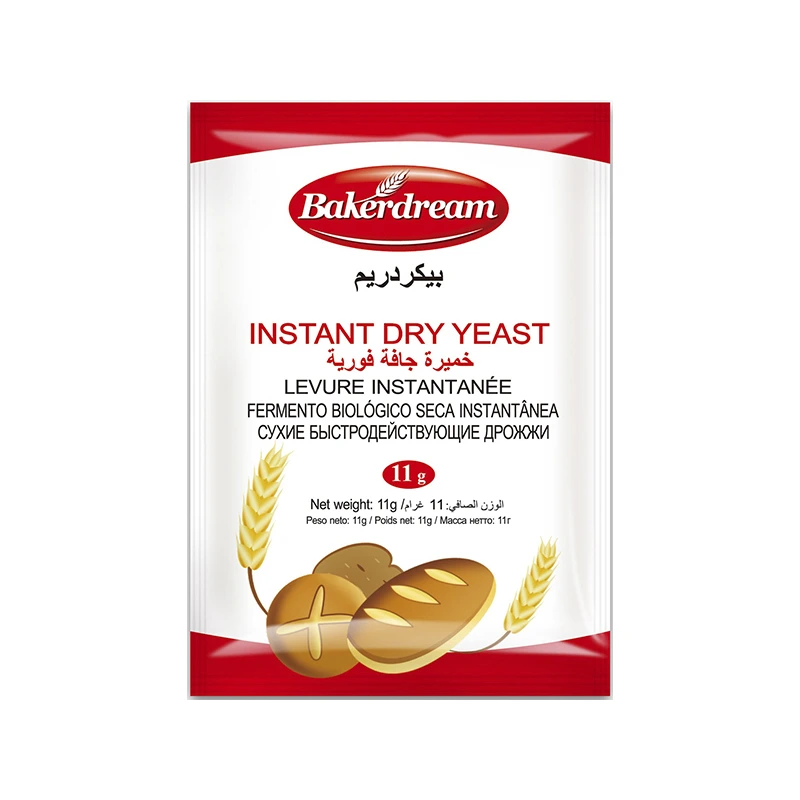 Bakerdream
بيكردريم
INSTANT DRY YEAST
خميرة جافة فورية
LEVURE INSTANTANÉE
FERMENTO BIOLÓGICO SECA INSTANTÂNEA
СУХИЕ БЫСТРОДЕЙСТВУЮЩИЕ ДРОЖЖИ
11 g
Net weight: 11g /الوزن الصافي: 11 غرام
Peso neto: 11g / Poids net: 11g / Масса нетто: 11г